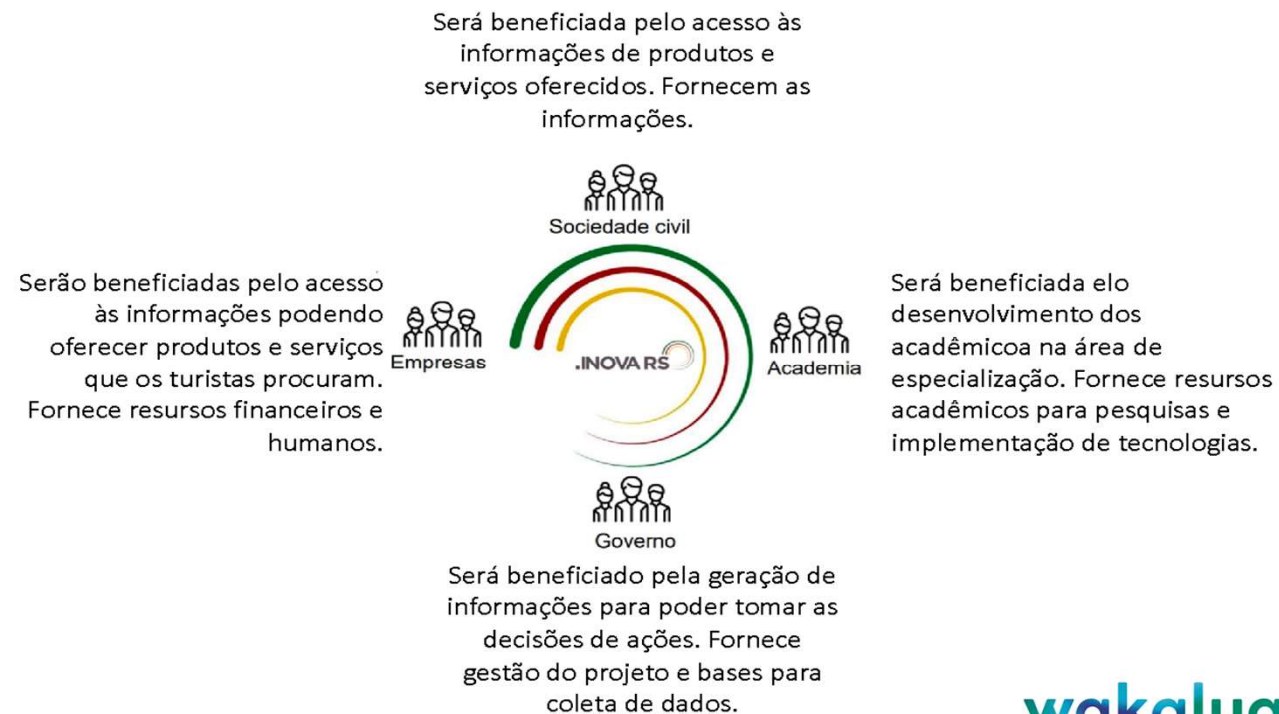 Será beneficiada pelo acesso às
informações de produtos e
serviços oferecidos. Fornecem as
informações.
Sociedade civil
Serão beneficiadas pelo acesso
às informações podendo
oferecer produtos e serviços
que os turistas procuram.
Fornece resursos financeiros e
humanos.
Empresas
.INOVA RS
Academia
Será beneficiada elo
desenvolvimento dos
acadêmicoa na área de
especialização. Fornece resursos
acadêmicos para pesquisas e
implementação de tecnologias.
Governo
Será beneficiado pela geração de
informações para poder tomar as
decisões de ações. Fornece
gestão do projeto e bases para
coleta de dados.